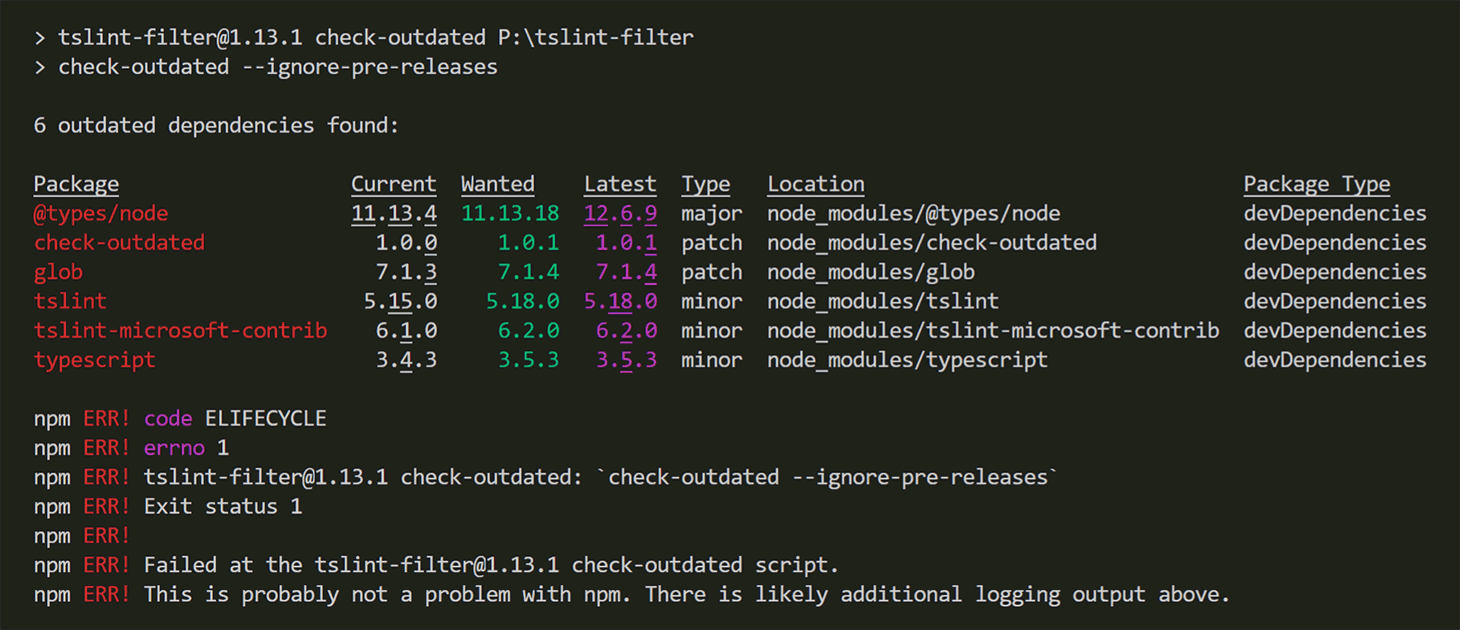 > tslint-filter@1.13.1 check-outdated P:\tslint-filter
> check-outdated --ignore-pre-releases
6 outdated dependencies found:
Package Current Wanted Latest Type Location Package Type
@types/node 11.13.4 11.13.18 12.6.9 major node_modules/@types/node devDependencies
check-outdated 1.0.0 1.0.1 1.0.1 patch node_modules/check-outdated devDependencies
glob 7.1.3 7.1.4 7.1.4 patch node_modules/glob devDependencies
tslint 5.15.0 5.18.0 5.18.0 minor node_modules/tslint devDependencies
tslint-microsoft-contrib 6.1.0 6.2.0 6.2.0 minor node_modules/tslint-microsoft-contrib devDependencies
typescript 3.4.3 3.5.3 3.5.3 minor node_modules/typescript devDependencies
npm ERR! code ELIFECYCLE
npm ERR! errno 1
npm ERR! tslint-filter@1.13.1 check-outdated: `check-outdated --ignore-pre-releases`
npm ERR! Exit status 1
npm ERR!
npm ERR! Failed at the tslint-filter@1.13.1 check-outdated script.
npm ERR! This is probably not a problem with npm. There is likely additional logging output above.